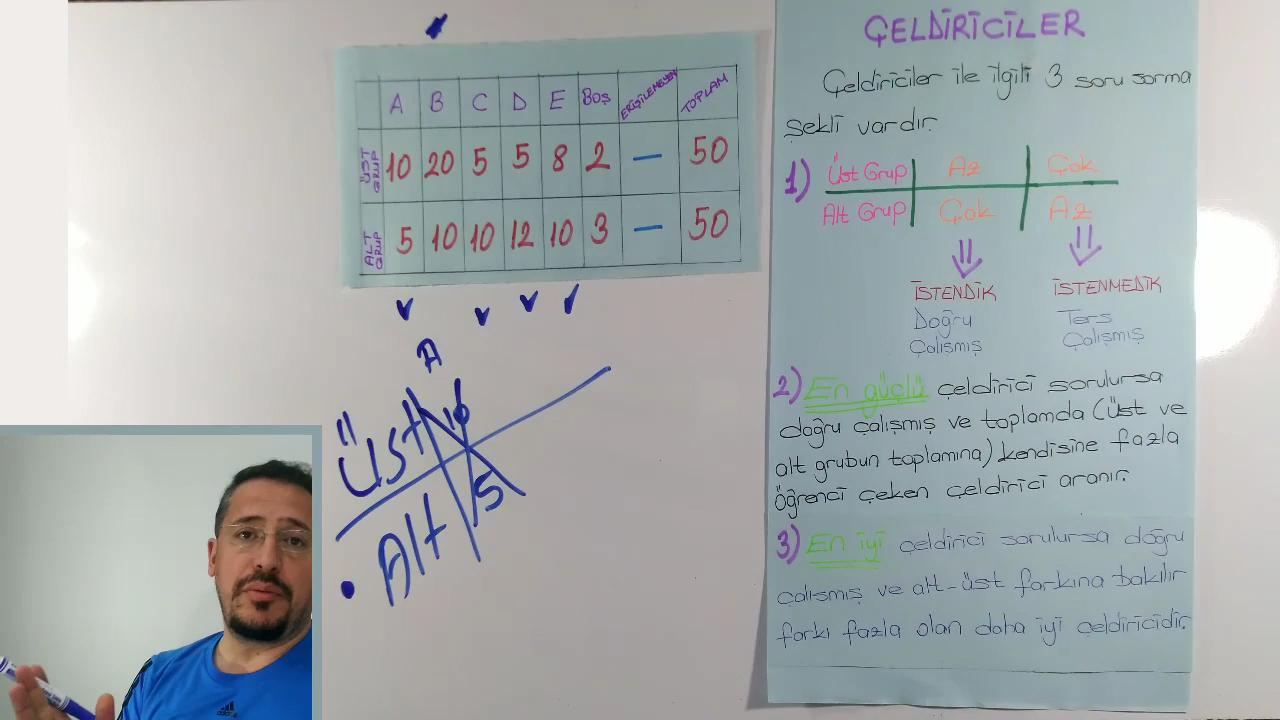 A B C D E Boş ERİŞİLEMEYEN TOPLAM
ÜST GRUP 10 20 5 5 8 2 — 50
ALT GRUP 5 10 10 12 10 3 — 50
A
Üst 10
Alt 5
adidas
ÇELDİRİCİLER
Çeldiriciler ile ilgili 3 soru sorma
şekli vardır.
1) Üst Grup Az Çok
Alt Grup Çok Az
İSTENDİK İSTENMEDİK
Doğru Ters
Çalışmış Çalışmış
2) En güçlü çeldirici sorulursa
doğru çalışmış ve toplamda (üst ve
alt grubun toplamına) kendisine fazla
öğrenci çeken çeldirici aranır.
3) En iyi çeldirici sorulursa doğru
çalışmış ve alt-üst farkına bakılır
farkı fazla olan daha iyi çeldiricidir.